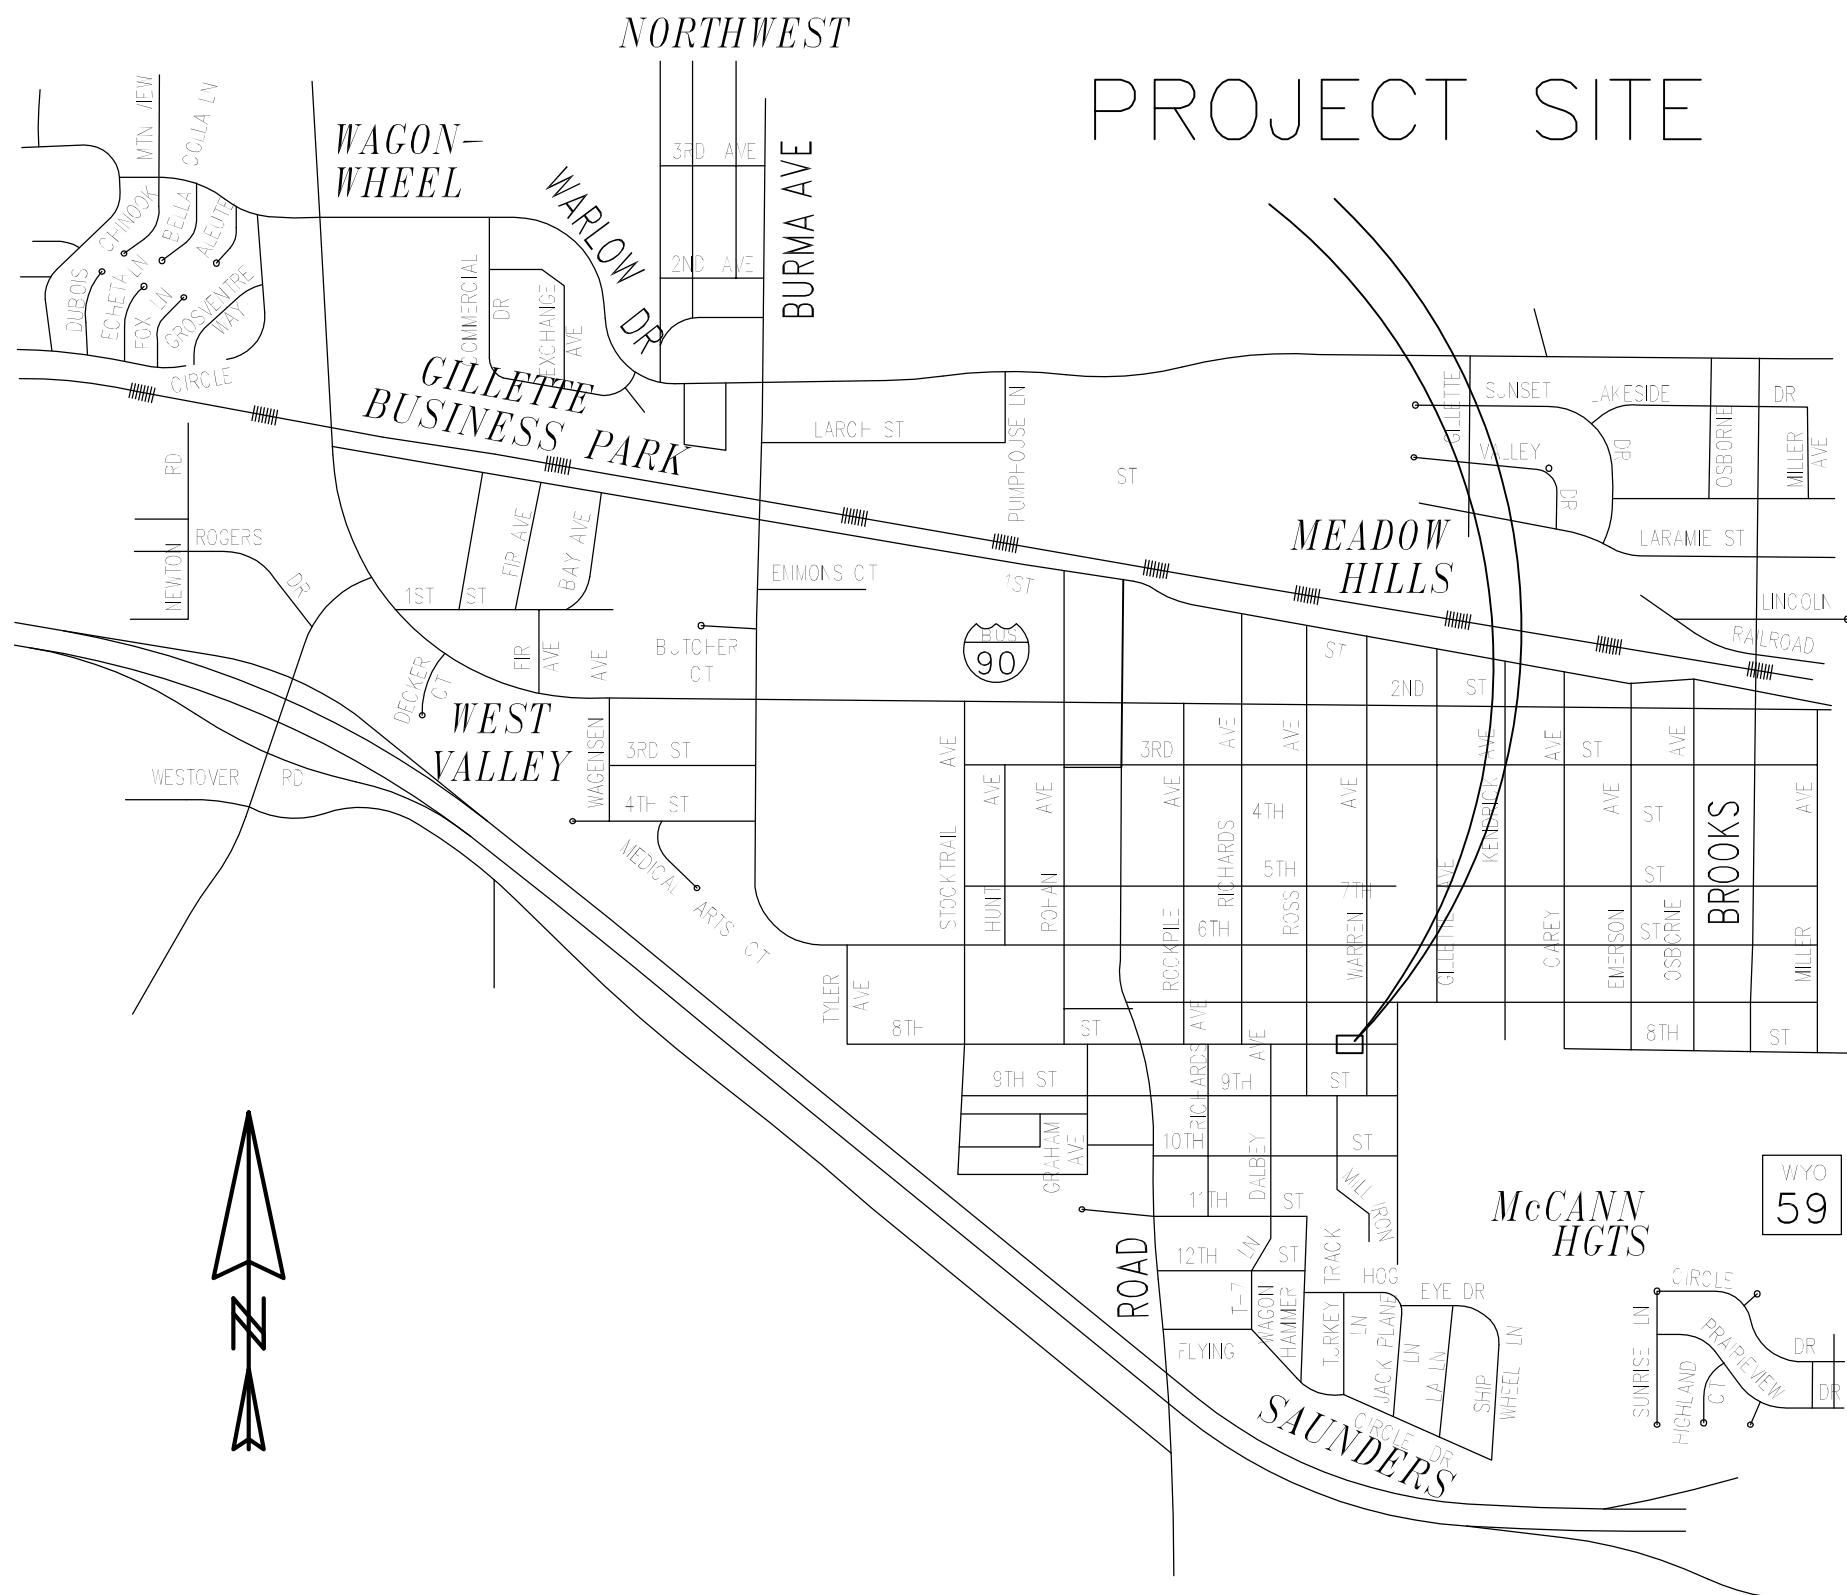 NORTHWEST
PROJECT SITE
MTN VIEW
COLLA LN
WAGON-
WHEEL
3RD AVE
BURMA AVE
WARLOW DR
CHINOOK
BELLA
ALEUTE
2ND AVE
DUBOIS
ECHETA LN
FOX LN
GROSVENTRE
WAY
COMMERCIAL
DR
EXCHANGE
AVE
CIRCLE
GILLETTE
BUSINESS PARK
LARCH ST
PUMPHOUSE LN
ST
GILLETTE
SUNSET
DR
LAKESIDE
DR
VALLEY
DR
OSBORNE
MILLER
AVE
RD
NEWTON
ROGERS
DR
FIR AVE
BAY AVE
MEADOW
HILLS
LARAMIE ST
EMMONS CT
1ST
1ST ST
LINCOLN
RAILROAD
BUS
90
BUTCHER
CT
FIR
AVE
AVE
DECKER
CT
ST
2ND ST
WEST
VALLEY
WAGENSEN
3RD ST
AVE
3RD
AVE
AVE
AVE
AVE
ST
AVE
WESTOVER RD
4TH ST
AVE
AVE
AVE
4TH
AVE
KENDRICK
AVE
ST
AVE
MEDICAL ARTS CT
STOCKTRAIL
HUNT
ROHAN
RICHARDS
5TH
7TH
GILLETTE AVE
ST
BROOKS
ROCKPILE
6TH
ROSS
WARREN
CAREY
EMERSON
ST
OSBORNE
MILLER
TYLER
AVE
8TH
ST
RICHARDS AVE
AVE
8TH
ST
9TH ST
9TH
ST
GRAHAM
AVE
10TH
DALBEY
ST
11TH
ST
MILL IRON
McCANN
HGTS
WYO
59
ROAD
12TH
LN
ST
TRACK
HOG
EYE DR
CIRCLE
T-7
WAGON
HAMMER
TURKEY
LN
JACK PLANE
LN
LA LN
SHIP
WHEEL LN
SUNRISE LN
PRAIRIEVIEW
DR
DR
HIGHLAND
CT
FLYING
CIRCLE DR
SAUNDERS
N